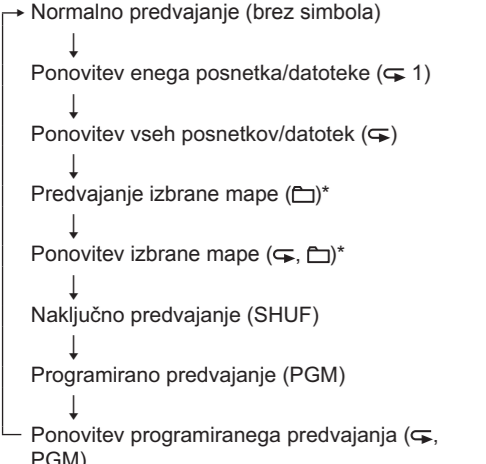 Normalno predvajanje (brez simbola)
Ponovitev enega posnetka/datoteke ( 1)
Ponovitev vseh posnetkov/datotek ()
Predvajanje izbrane mape ()*
Ponovitev izbrane mape (, )*
Naključno predvajanje (SHUF)
Programirano predvajanje (PGM)
Ponovitev programiranega predvajanja (,
PGM)